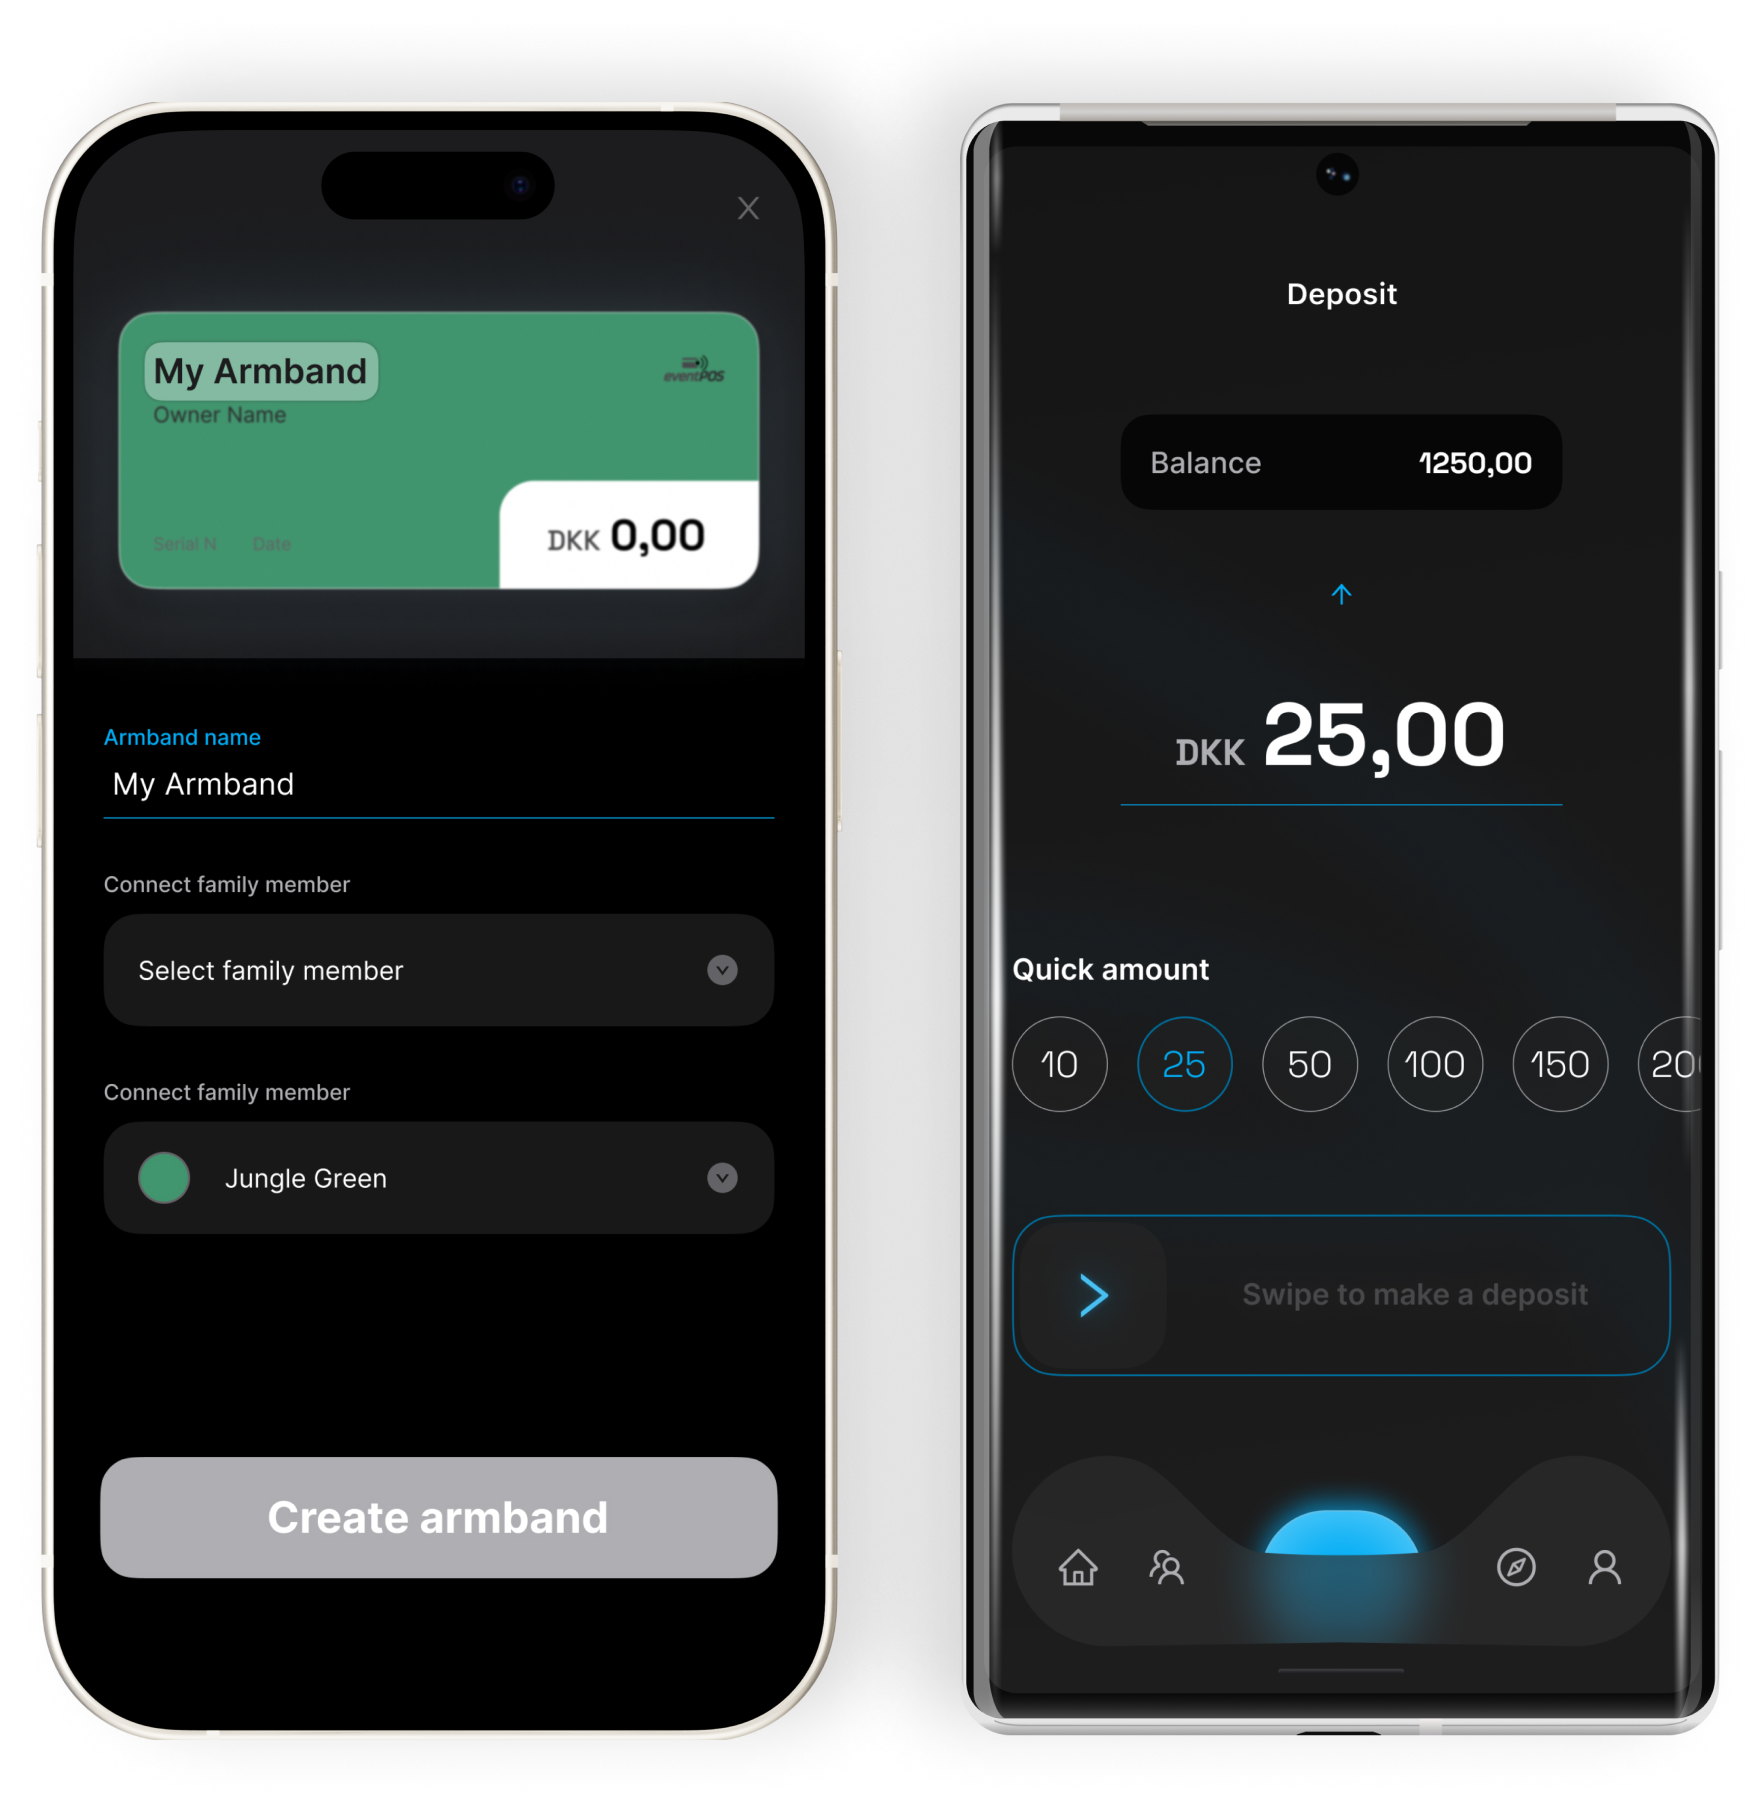 X
My Armband
eventPOS
Owner Name
Serial N Date
DKK 0,00
Armband name
My Armband
Connect family member
Select family member
Connect family member
Jungle Green
Create armband
Deposit
Balance 1250,00
DKK 25,00
Quick amount
10 25 50 100 150 200
Swipe to make a deposit